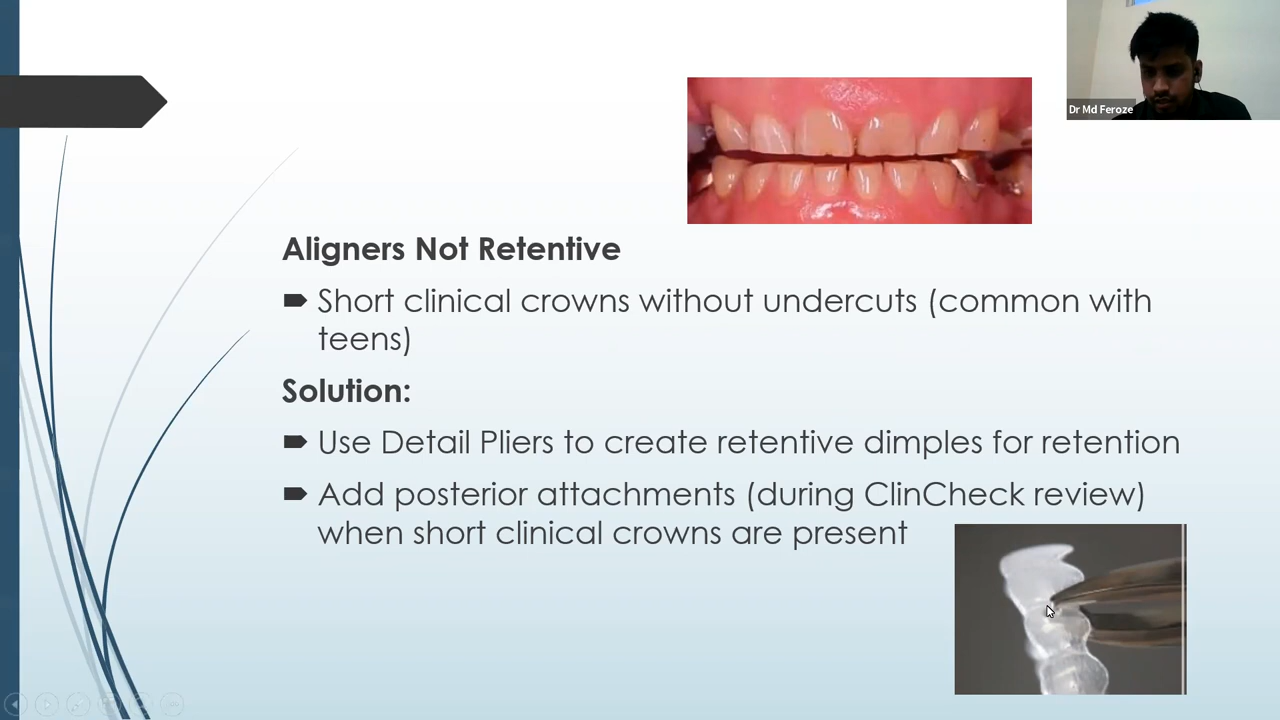 Dr Md Feroze
Aligners Not Retentive
Short clinical crowns without undercuts (common with
teens)
Solution:
Use Detail Pliers to create retentive dimples for retention
Add posterior attachments (during ClinCheck review)
when short clinical crowns are present